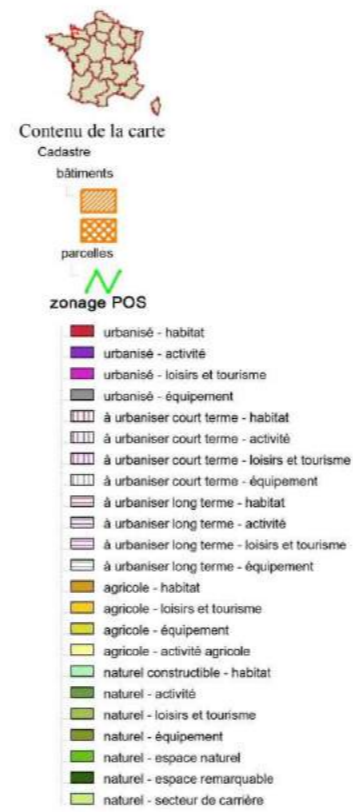 Contenu de la carte
Cadastre
bâtiments
parcelles
zonage POS
urbanisé - habitat
urbanisé - activité
urbanisé - loisirs et tourisme
urbanisé - équipement
à urbaniser court terme - habitat
à urbaniser court terme - activité
à urbaniser court terme - loisirs et tourisme
à urbaniser court terme - équipement
à urbaniser long terme - habitat
à urbaniser long terme - activité
à urbaniser long terme - loisirs et tourisme
à urbaniser long terme - équipement
agricole - habitat
agricole - loisirs et tourisme
agricole - équipement
agricole - activité agricole
naturel constructible - habitat
naturel - activité
naturel - loisirs et tourisme
naturel - équipement
naturel - espace naturel
naturel - espace remarquable
naturel - secteur de carrière